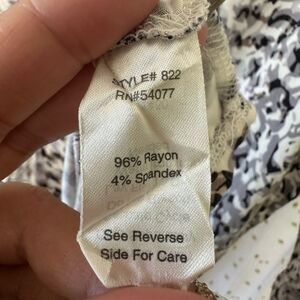 STYLE# 822
RN#54077
96% Rayon
4% Spandex
See Reverse
Side For Care